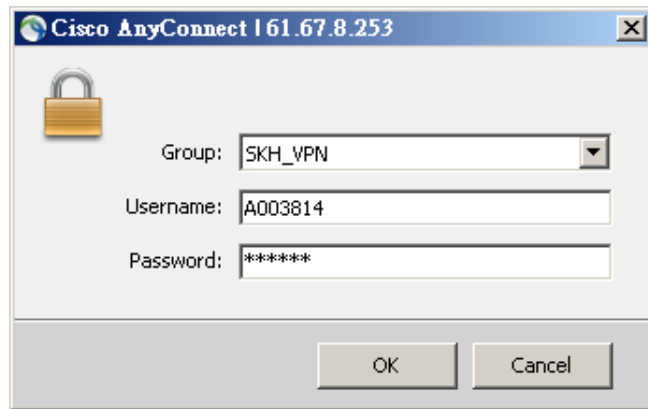 Cisco AnyConnect | 61.67.8.253
Group: SKH_VPN
Username: A003814
Password: ******
OK Cancel